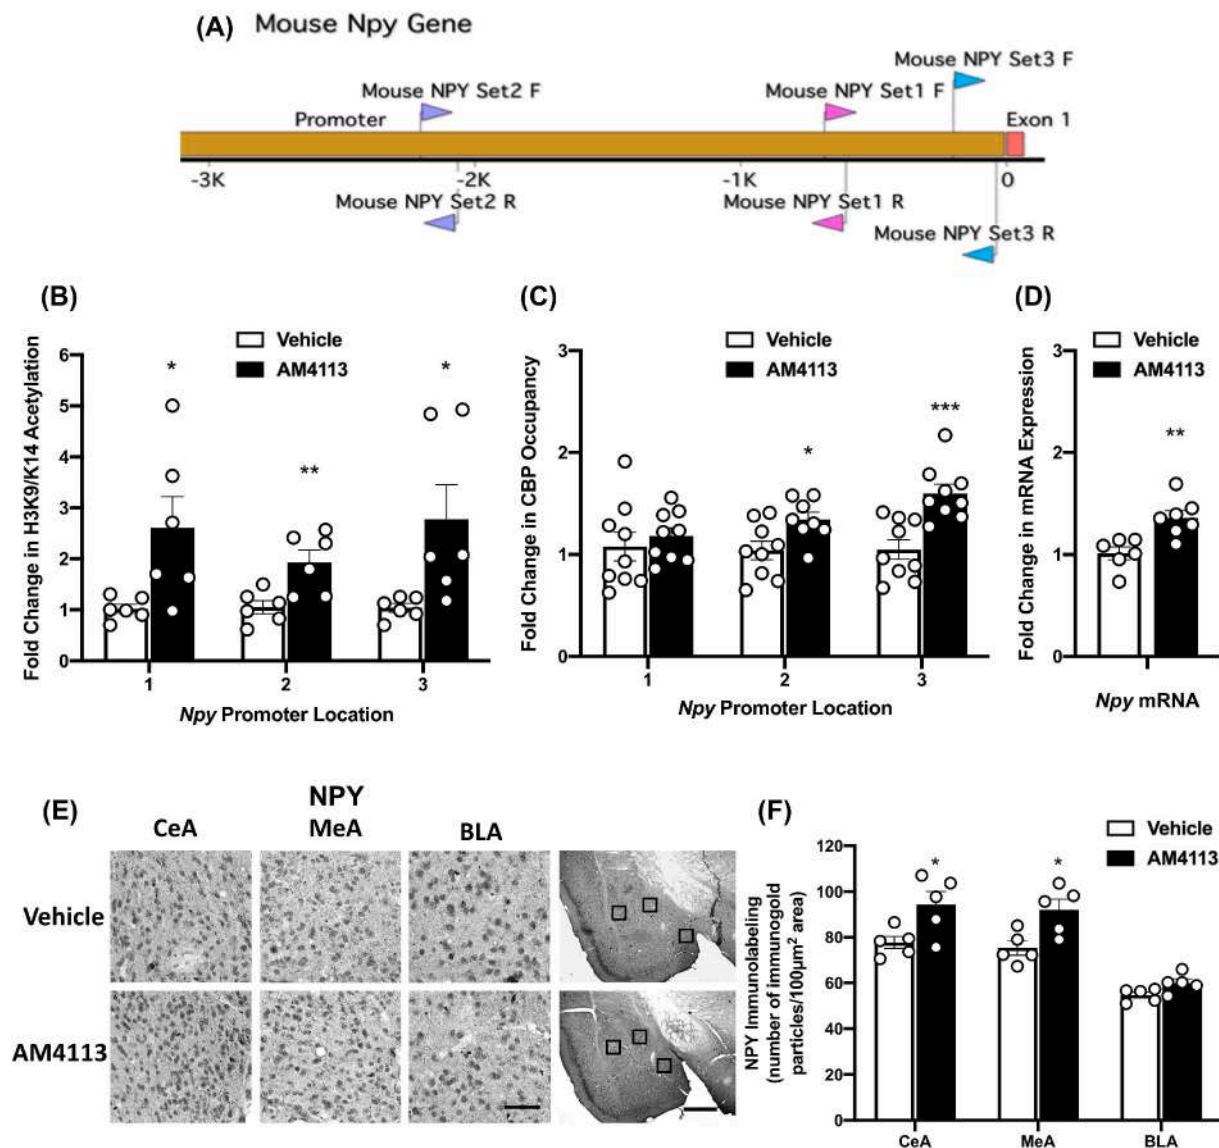 (A) Mouse Npy Gene
Mouse NPY Set3 F
Mouse NPY Set2 F
Mouse NPY Set1 F
Promoter
Exon 1
-3K
-2K
-1K
0
Mouse NPY Set2 R
Mouse NPY Set1 R
Mouse NPY Set3 R
(B)
Vehicle
AM4113
Fold Change in H3K9/K14 Acetylation
6
5
4
3
2
1
0
*
**
*
1
2
3
Npy Promoter Location
(C)
Vehicle
AM4113
Fold Change in CBP Occupancy
3
2
1
0
*
***
1
2
3
Npy Promoter Location
(D)
Vehicle
AM4113
Fold Change in mRNA Expression
3
2
1
0
**
Npy mRNA
(E)
NPY
CeA
MeA
BLA
Vehicle
AM4113
(F)
Vehicle
AM4113
NPY Immunolabeling
(number of immunogold
particles/100µm² area)
120
100
80
60
40
20
0
*
*
CeA
MeA
BLA